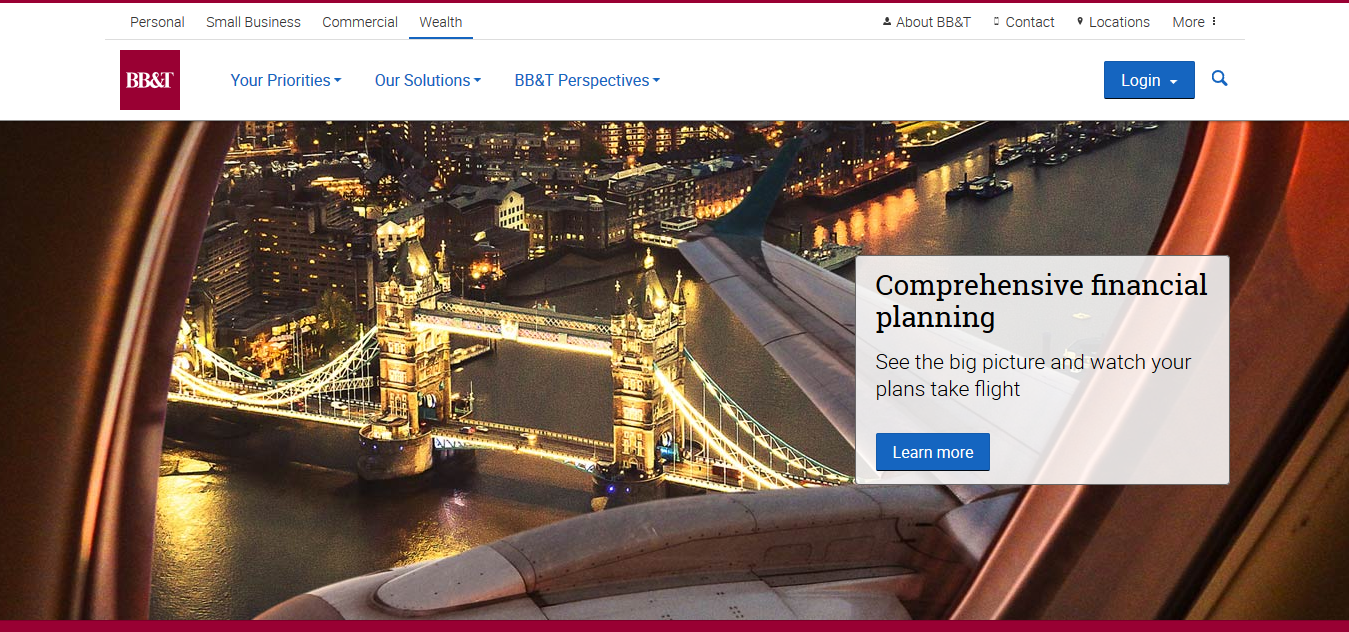 Personal Small Business Commercial Wealth About BB&T Contact Locations More
BB&T Your Priorities Our Solutions BB&T Perspectives Login
Comprehensive financial
planning
See the big picture and watch your
plans take flight
Learn more